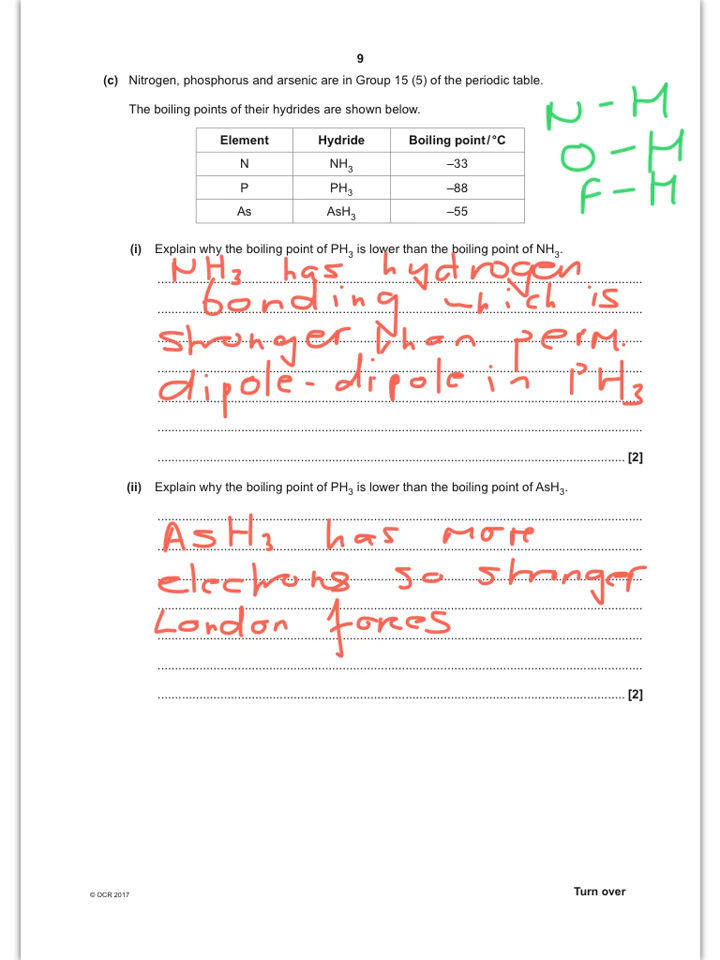 9
(c) Nitrogen, phosphorus and arsenic are in Group 15 (5) of the periodic table.
The boiling points of their hydrides are shown below.
N-H
O-H
F-H
Element Hydride Boiling point/°C
N NH3 –33
P PH3 –88
As AsH3 –55
(i) Explain why the boiling point of PH3 is lower than the boiling point of NH3.
NH3 has hydrogen
bonding which is
stronger than perm.
dipole-dipole in PH3
[2]
(ii) Explain why the boiling point of PH3 is lower than the boiling point of AsH3.
AsH3 has more
electrons so stronger
London forces
[2]
© OCR 2017
Turn over